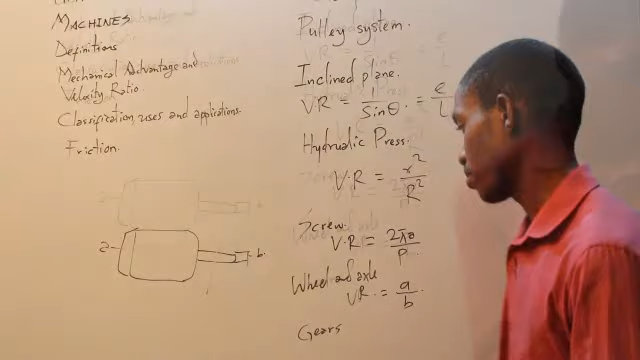 MACHINES
Definitions
Mechanical Advantage and
Velocity Ratio.
Classification, uses and applications.
Friction.
a
b.
Pulley system.
Inclined plane.
V.R = 1/Sinθ = e/L
Hydraulic Press.
V.R = r²/R²
Screw.
V.R = 2πa/P.
Wheel and axle
VR. = a/b
Gears